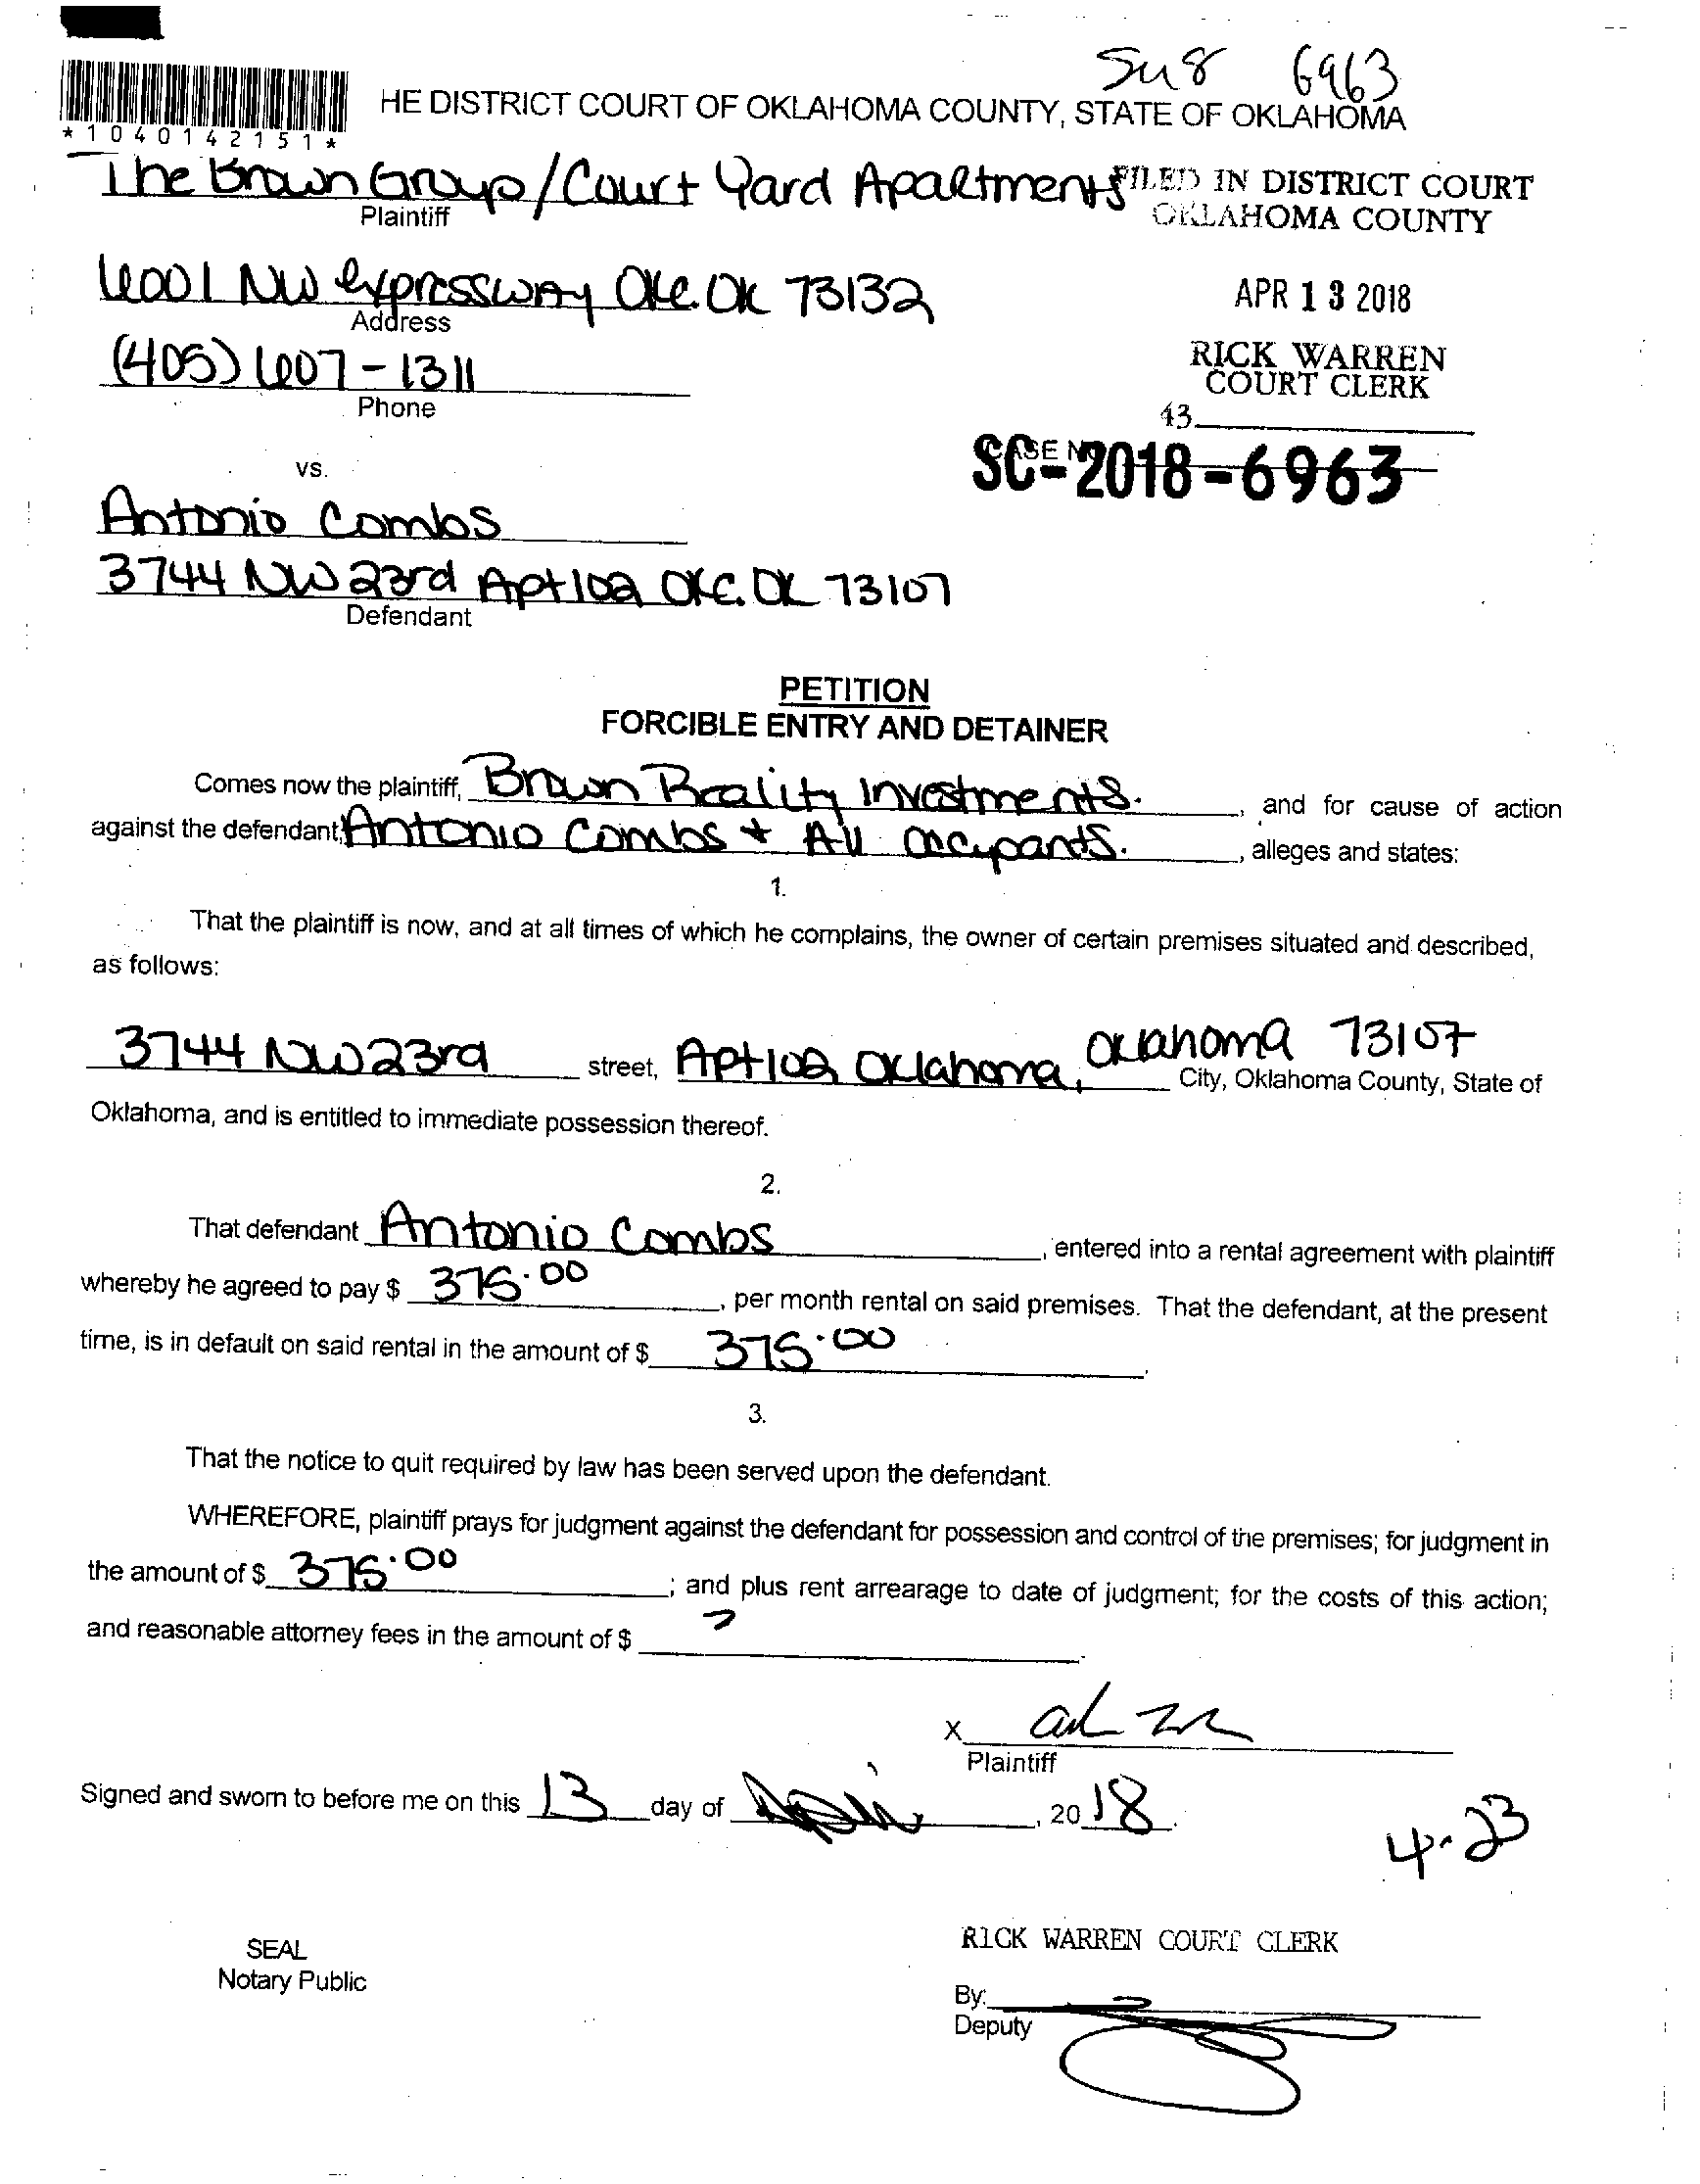 6963
HE DISTRICT COURT OF OKLAHOMA COUNTY, STATE OF OKLAHOMA
*1040142151*
The Brown Group/Court Yard Apartments
Plaintiff
FILED IN DISTRICT COURT
OKLAHOMA COUNTY
6001 NW expressway OKC. OK 73132
Address
APR 13 2018
(405) 607-1311
Phone
RICK WARREN
COURT CLERK
43
vs.
SC-2018-6963
Antonio Combs
3744 NW 23rd Apt 102 OKC. OK 73107
Defendant
PETITION
FORCIBLE ENTRY AND DETAINER
Comes now the plaintiff, Brown Reality Investments. , and for cause of action
against the defendant, Antonio Combs + All occupants. , alleges and states:
1.
That the plaintiff is now, and at all times of which he complains, the owner of certain premises situated and described,
as follows:
3744 NW 23rd street, Apt 102 Oklahoma, Oklahoma 73107 City, Oklahoma County, State of
Oklahoma, and is entitled to immediate possession thereof.
2.
That defendant Antonio Combs , entered into a rental agreement with plaintiff
whereby he agreed to pay $ 375.00 , per month rental on said premises. That the defendant, at the present
time, is in default on said rental in the amount of $ 375.00 .
3.
That the notice to quit required by law has been served upon the defendant.
WHEREFORE, plaintiff prays for judgment against the defendant for possession and control of the premises; for judgment in
the amount of $ 375.00 ; and plus rent arrearage to date of judgment; for the costs of this action;
and reasonable attorney fees in the amount of $ ? .
X
Plaintiff
Signed and sworn to before me on this 13 day of April , 20 18 .
4-23
SEAL
Notary Public
RICK WARREN COURT CLERK
By:
Deputy